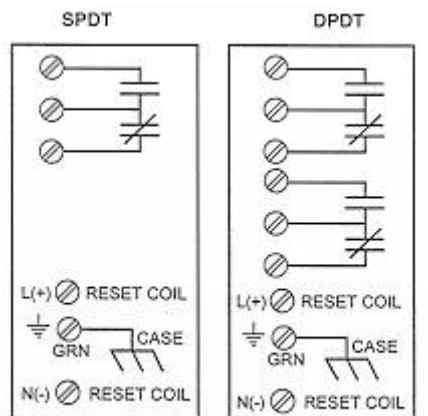 SPDT
L(+) RESET COIL
CASE
GRN
N(-) RESET COIL
DPDT
L(+) RESET COIL
CASE
GRN
N(-) RESET COIL